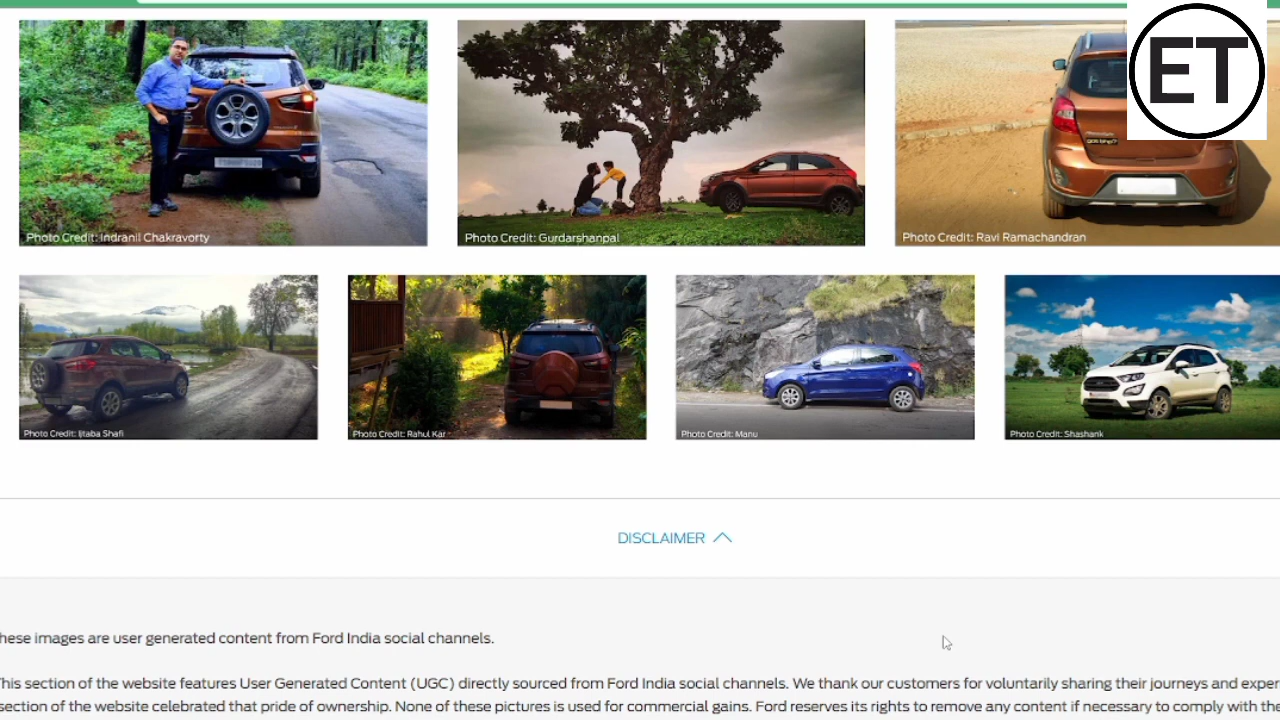 ET
Photo Credit: Indranil Chakravorty
Photo Credit: Gurdarshanpal
Photo Credit: Ravi Ramachandran
Photo Credit: Ijtaba Shafi
Photo Credit: Rahul Kar
Photo Credit: Manu
Photo Credit: Shashank
DISCLAIMER
hese images are user generated content from Ford India social channels.
This section of the website features User Generated Content (UGC) directly sourced from Ford India social channels. We thank our customers for voluntarily sharing their journeys and exper
section of the website celebrated that pride of ownership. None of these pictures is used for commercial gains. Ford reserves its rights to remove any content if necessary to comply with the